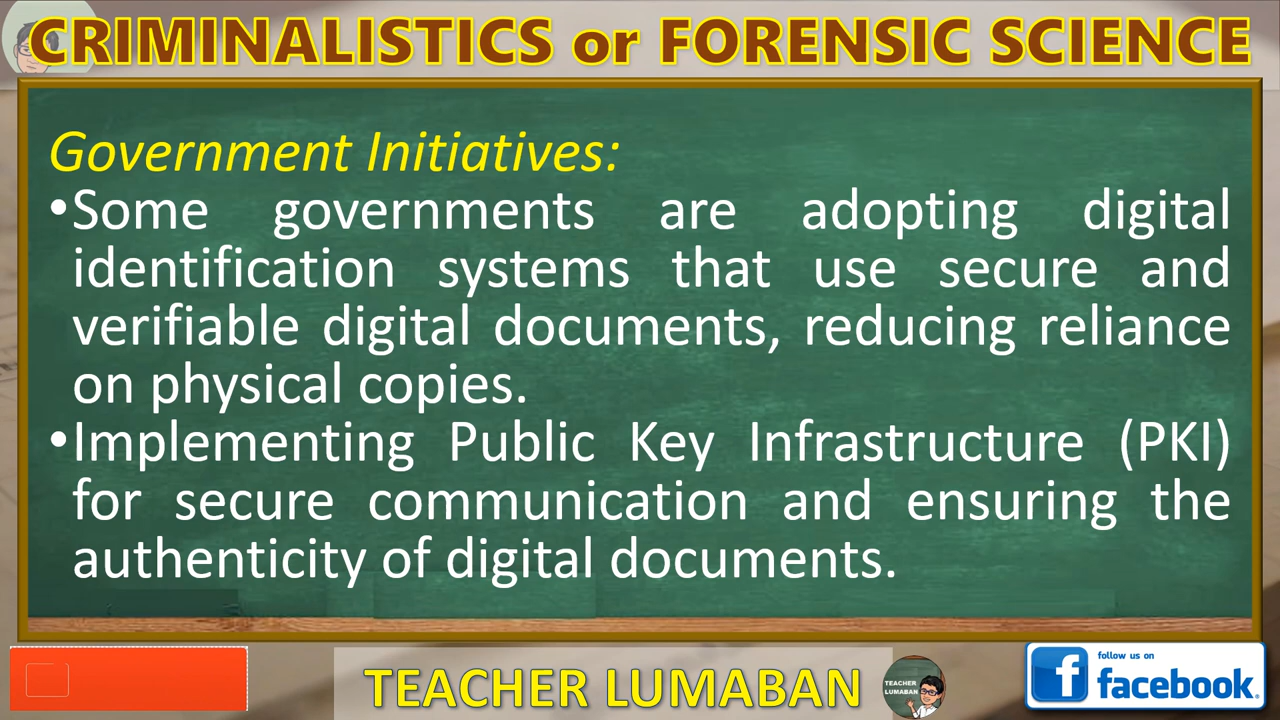 CRIMINALISTICS or FORENSIC SCIENCE
Government Initiatives:
•Some governments are adopting digital
identification systems that use secure and
verifiable digital documents, reducing reliance
on physical copies.
•Implementing Public Key Infrastructure (PKI)
for secure communication and ensuring the
authenticity of digital documents.
TEACHER LUMABAN
TEACHER
LUMABAN
follow us on
facebook